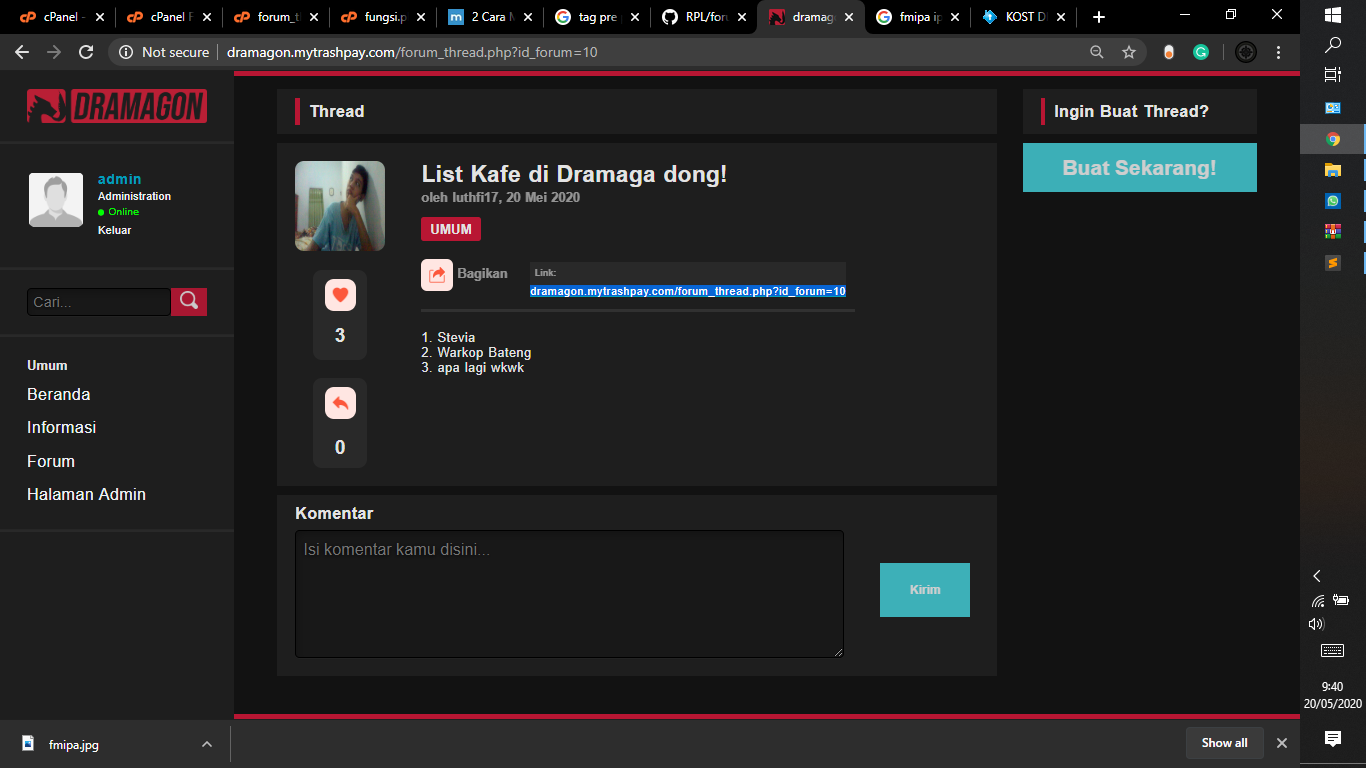 cPanel -
cPanel F
forum_t
fungsi.p
2 Cara M
tag pre
RPL/foru
dramago
fmipa ip
KOST D
Not secure
dramagon.mytrashpay.com/forum_thread.php?id_forum=10
DRAMAGON
admin
Administration
Online
Keluar
Cari...
Umum
Beranda
Informasi
Forum
Halaman Admin
Thread
List Kafe di Dramaga dong!
oleh luthfi17, 20 Mei 2020
UMUM
Bagikan
Link:
dramagon.mytrashpay.com/forum_thread.php?id_forum=10
3
0
1. Stevia
2. Warkop Bateng
3. apa lagi wkwk
Komentar
Isi komentar kamu disini...
Kirim
Ingin Buat Thread?
Buat Sekarang!
fmipa.jpg
Show all
9:40
20/05/2020